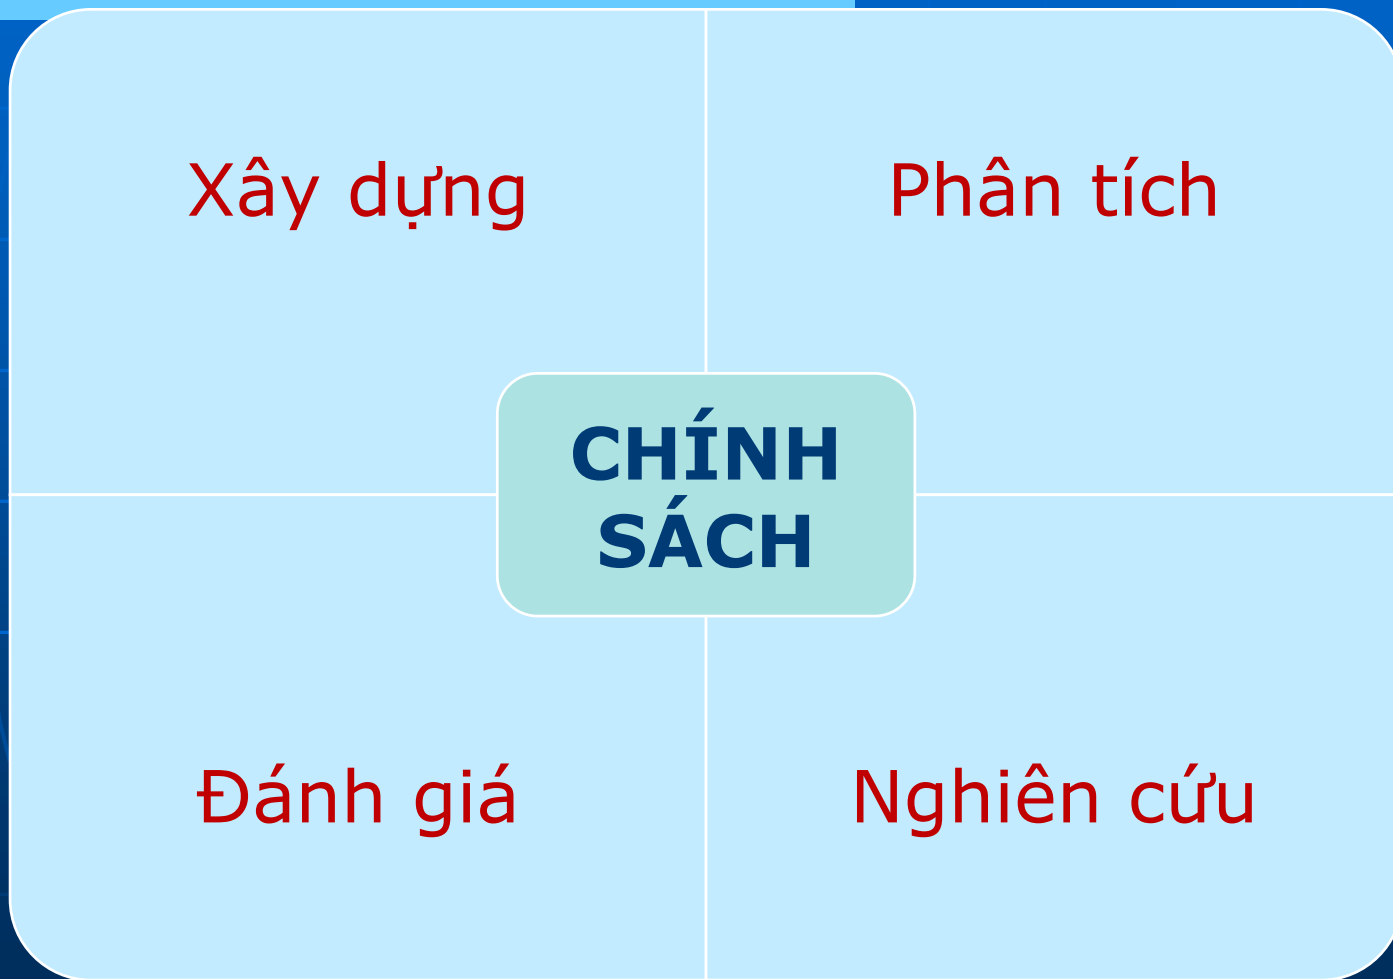 Xây dựng
Phân tích
CHÍNH
SÁCH
Đánh giá
Nghiên cứu